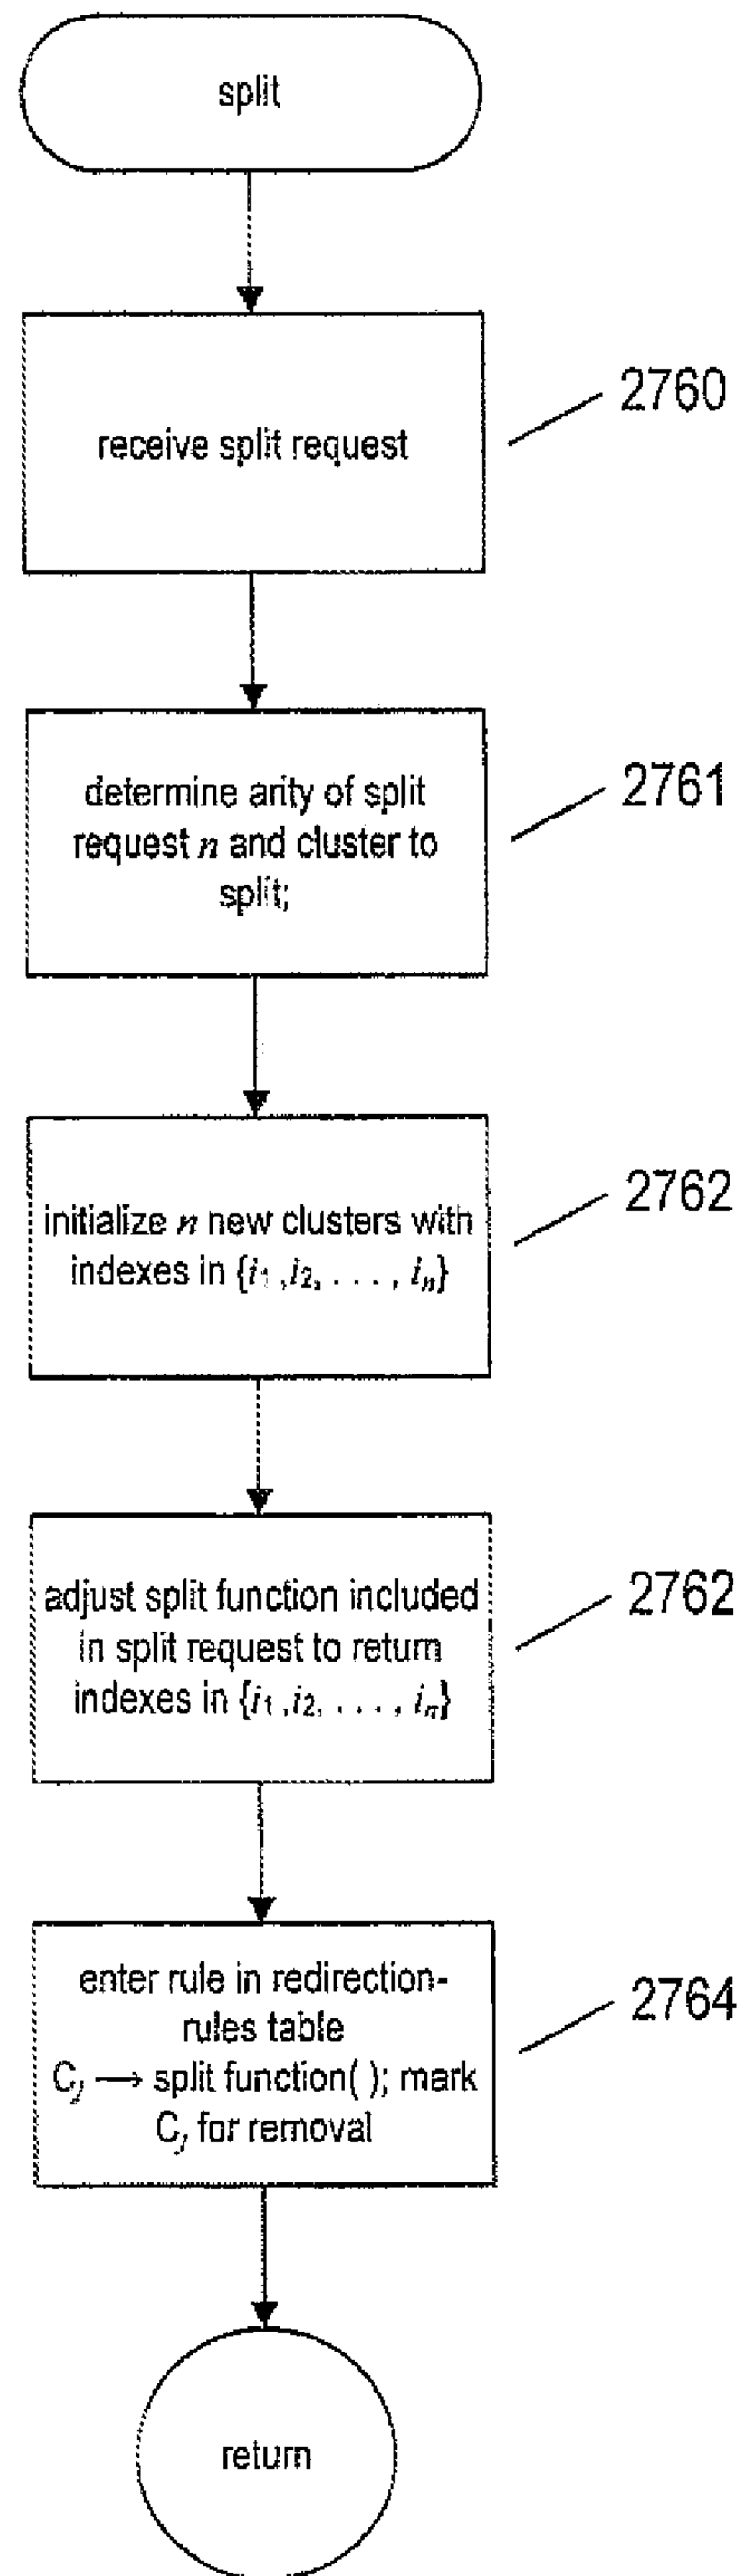 split
receive split request
2760
determine arity of split
request n and cluster to
split;
2761
initialize n new clusters with
indexes in {i₁ ,i₂, . . . , iₙ}
2762
adjust split function included
in split request to return
indexes in {i₁ ,i₂, . . . , iₙ}
2762
enter rule in redirection-
rules table
Cⱼ ⟶ split function( ); mark
Cⱼ for removal
2764
return